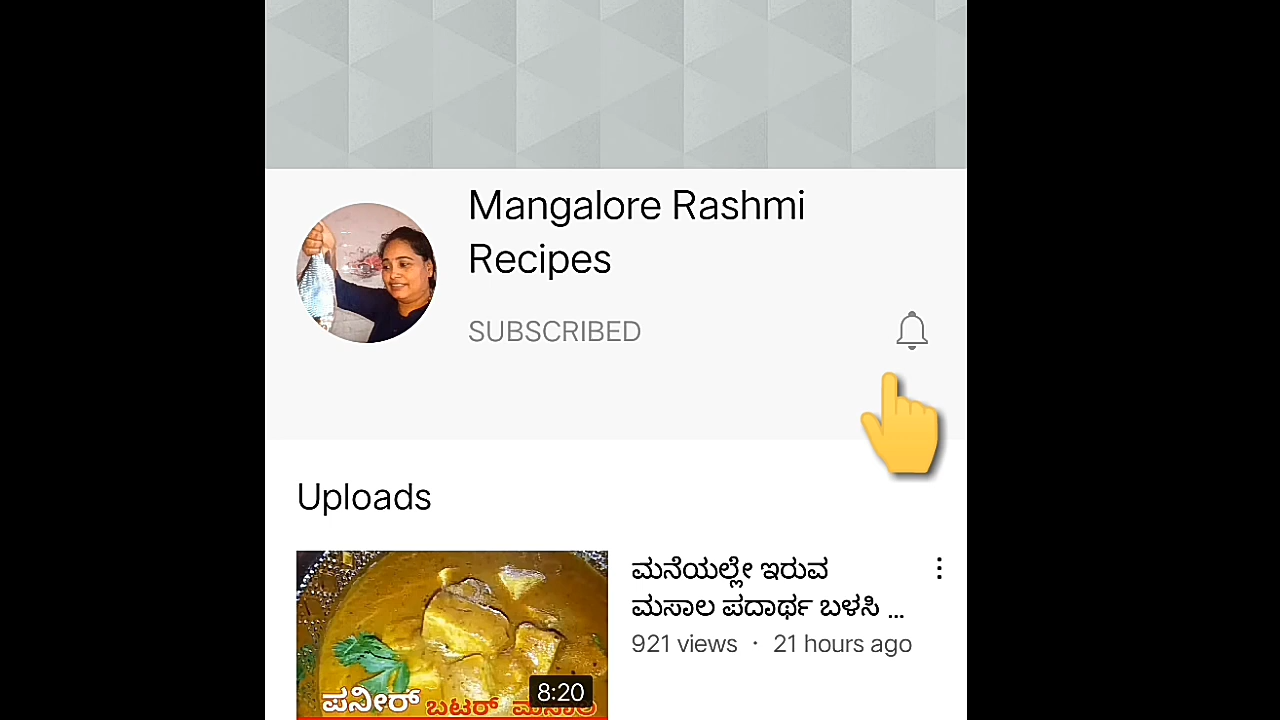 Mangalore Rashmi
Recipes
SUBSCRIBED
Uploads
ಮನೆಯಲ್ಲೇ ಇರುವ
ಮಸಾಲ ಪದಾರ್ಥ ಬಳಸಿ ...
921 views · 21 hours ago
8:20
ಪನೀರ್ ಬಟರ್ ಮಸಾಲ